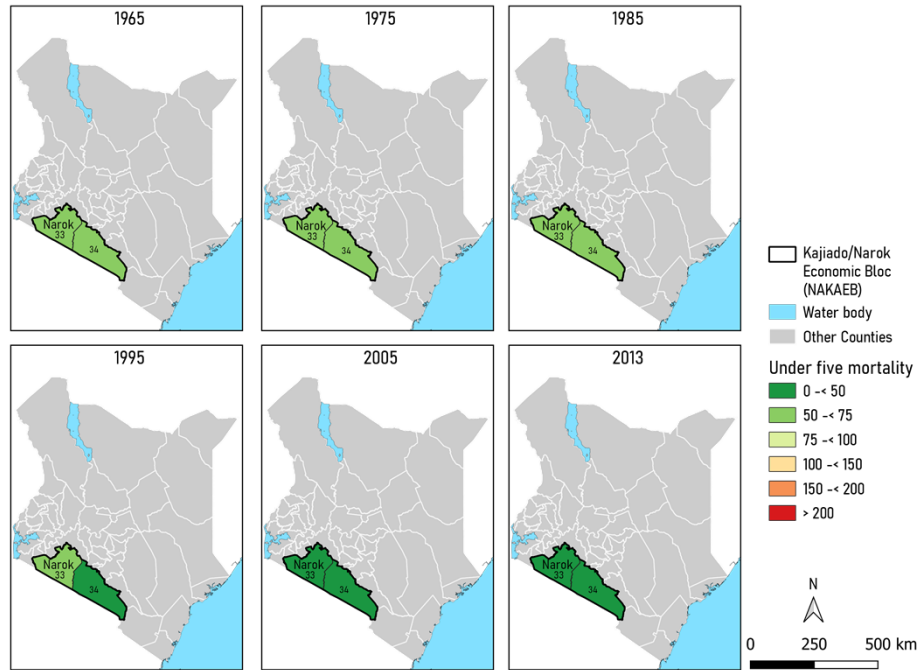 1965
1975
1985
Narok
33
34
Narok
33
34
Narok
33
34
Kajiado/Narok
Economic Bloc
(NAKAEB)
Water body
Other Counties
1995
2005
2013
Under five mortality
0 -< 50
50 -< 75
75 -< 100
100 -< 150
150 -< 200
> 200
Narok
33
34
Narok
33
34
Narok
33
34
N
0 250 500 km